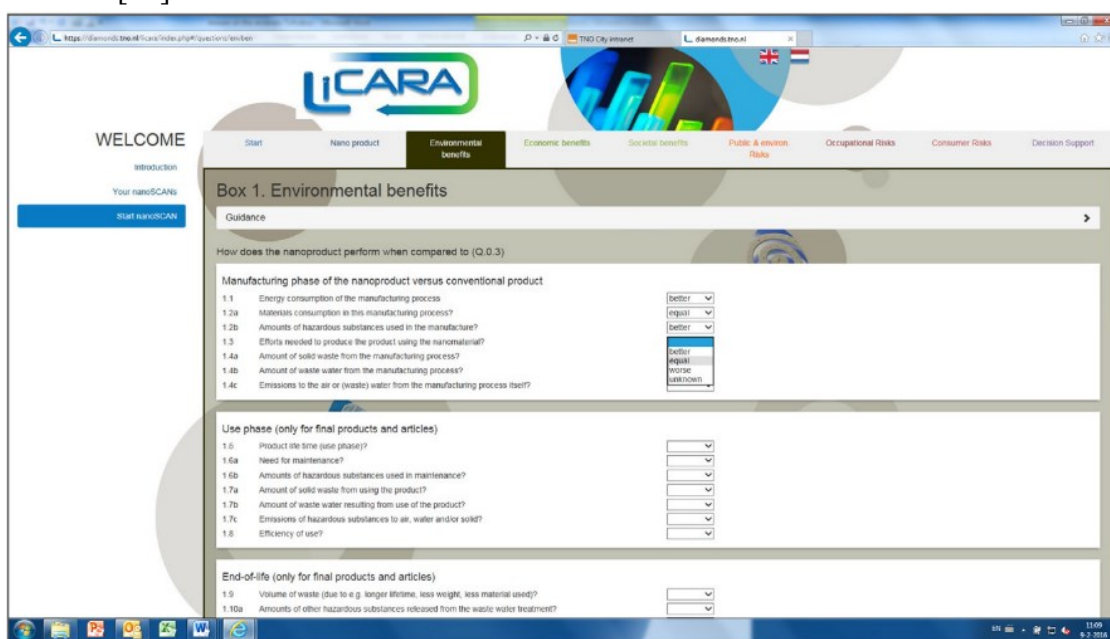 https://diamonds.tno.nl/licara/index.php#/questions/envben
TNO City Intranet
diamonds.tno.nl
LiCARA
WELCOME
Introduction
Your nanoSCANs
Start nanoSCAN
Start
Nano product
Environmental benefits
Economic benefits
Societal benefits
Public & environ. Risks
Occupational Risks
Consumer Risks
Decision Support
Box 1. Environmental benefits
Guidance
How does the nanoproduct perform when compared to (Q.0.3)
Manufacturing phase of the nanoproduct versus conventional product
1.1 Energy consumption of the manufacturing process better
1.2a Materials consumption in this manufacturing process? equal
1.2b Amounts of hazardous substances used in the manufacture? better
1.3 Efforts needed to produce the product using the nanomaterial?
1.4a Amount of solid waste from the manufacturing process?
1.4b Amount of waste water from the manufacturing process?
1.4c Emissions to the air or (waste) water from the manufacturing process itself?
better
equal
worse
unknown
Use phase (only for final products and articles)
1.5 Product life time (use phase)?
1.6a Need for maintenance?
1.6b Amounts of hazardous substances used in maintenance?
1.7a Amount of solid waste from using the product?
1.7b Amount of waste water resulting from use of the product?
1.7c Emissions of hazardous substances to air, water and/or solid?
1.8 Efficiency of use?
End-of-life (only for final products and articles)
1.9 Volume of waste (due to e.g. longer lifetime, less weight, less material used)?
1.10a Amounts of other hazardous substances released from the waste water treatment?
EN
11:09
9-2-2016